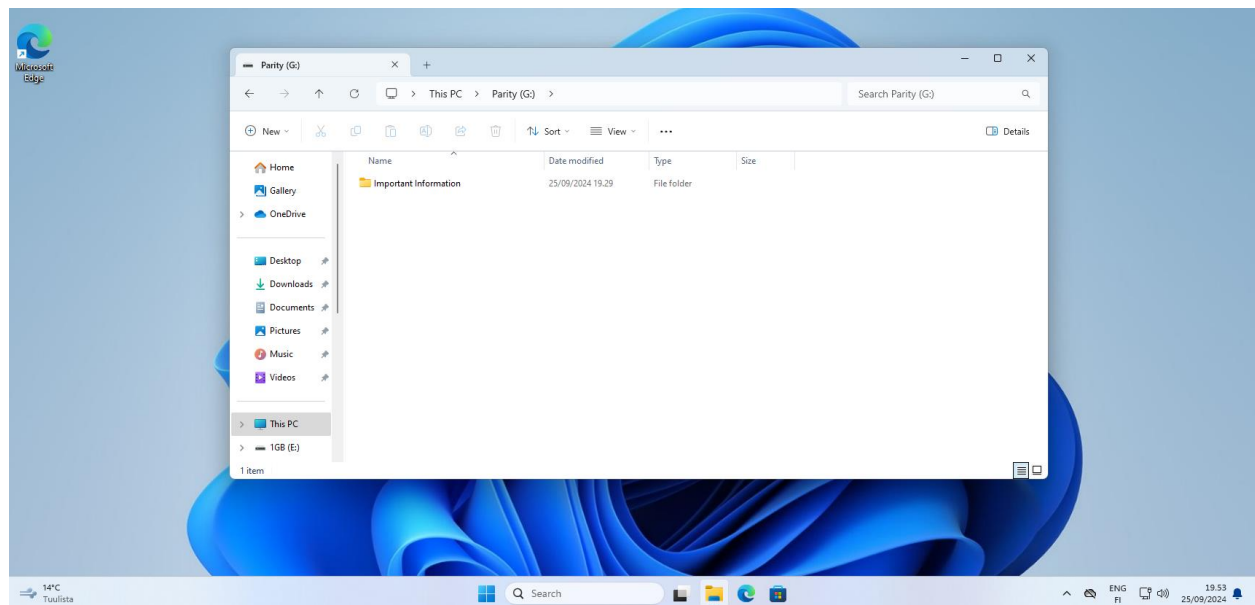 Microsoft
Edge
Parity (G:)
This PC > Parity (G:) >
Search Parity (G:)
New
Sort
View
Details
Name Date modified Type Size
Important Information 25/09/2024 19.29 File folder
Home
Gallery
OneDrive
Desktop
Downloads
Documents
Pictures
Music
Videos
This PC
1GB (E:)
1 item
14°C
Tuulista
Search
ENG
FI
19.53
25/09/2024